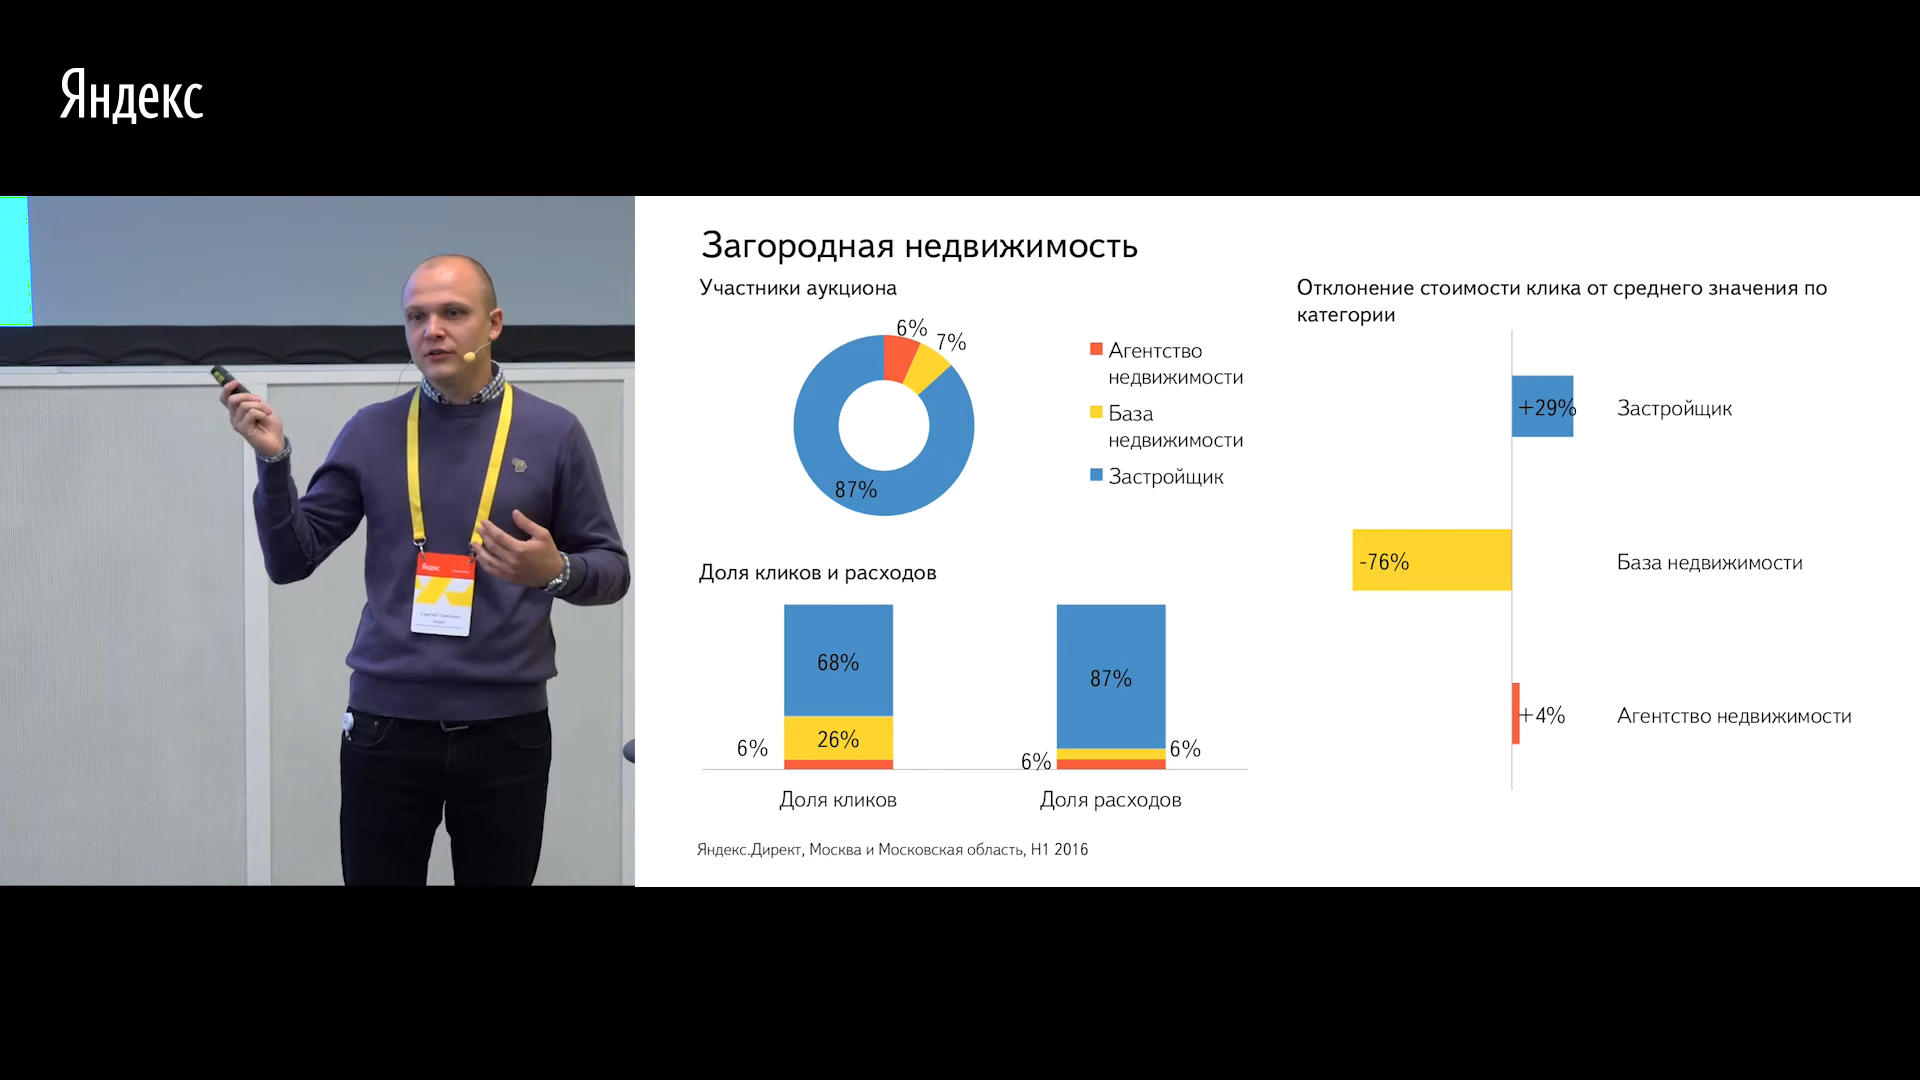 Яндекс
Загородная недвижимость
Участники аукциона
6%
7%
87%
Агентство
недвижимости
База
недвижимости
Застройщик
Доля кликов и расходов
68%
26%
6%
87%
6%
6%
Доля кликов
Доля расходов
Яндекс.Директ, Москва и Московская область, H1 2016
Отклонение стоимости клика от среднего значения по
категории
+29%
Застройщик
-76%
База недвижимости
+4%
Агентство недвижимости
Яндекс